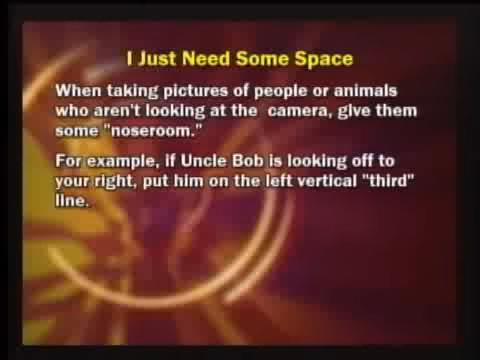 I Just Need Some Space
When taking pictures of people or animals
who aren't looking at the camera, give them
some "noseroom."
For example, if Uncle Bob is looking off to
your right, put him on the left vertical "third"
line.